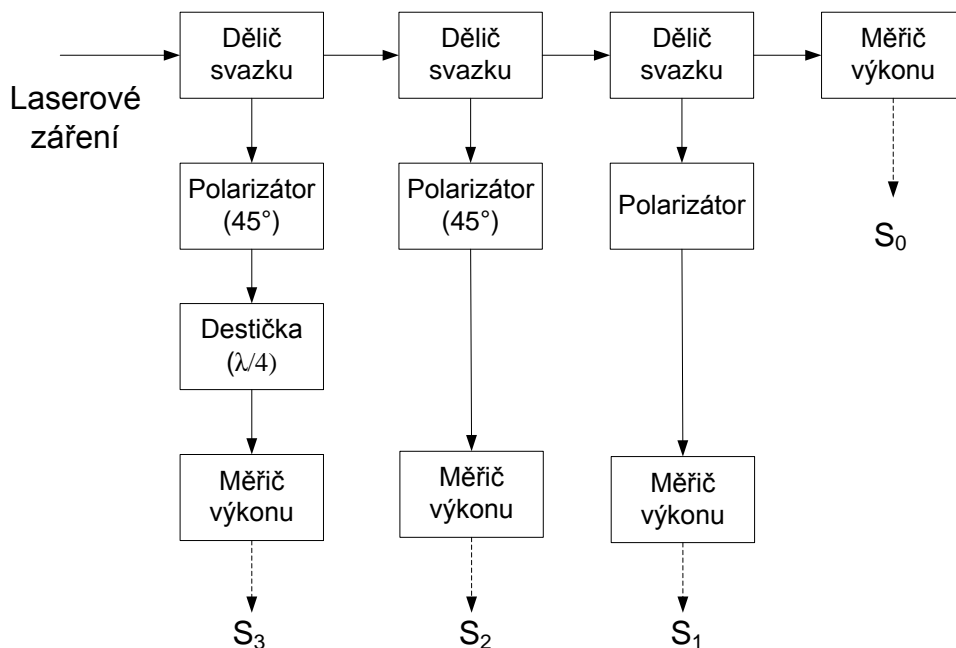 Dělič
svazku
Dělič
svazku
Dělič
svazku
Měřič
výkonu
Laserové
záření
Polarizátor
(45°)
Polarizátor
(45°)
Polarizátor
S₀
Destička
(λ/4)
Měřič
výkonu
Měřič
výkonu
Měřič
výkonu
S₃
S₂
S₁